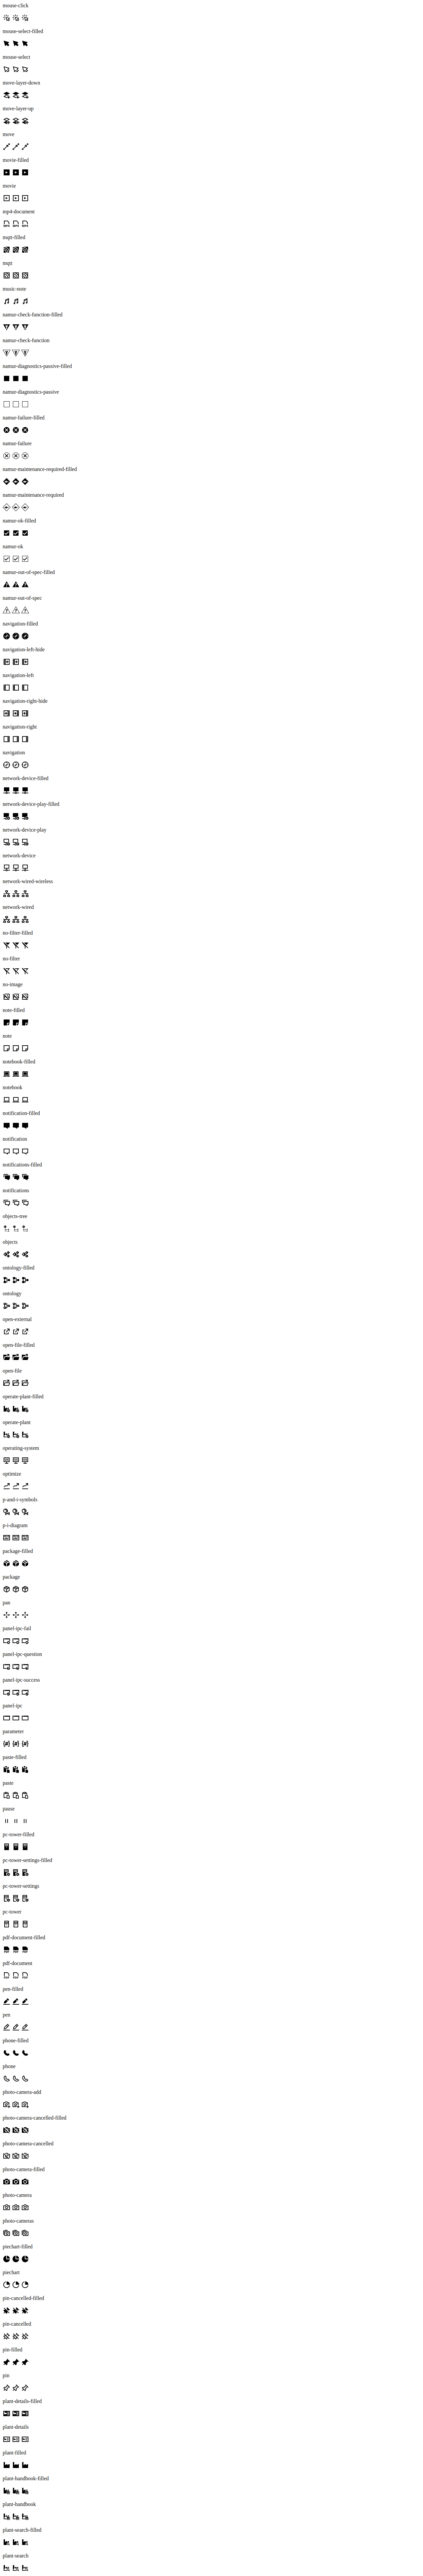 mouse-click
mouse-select-filled
mouse-select
move-layer-down
move-layer-up
move
movie-filled
movie
mp4-document
mqtt-filled
mqtt
music-note
namur-check-function-filled
namur-check-function
namur-diagnostics-passive-filled
namur-diagnostics-passive
namur-failure-filled
namur-failure
namur-maintenance-required-filled
namur-maintenance-required
namur-ok-filled
namur-ok
namur-out-of-spec-filled
namur-out-of-spec
navigation-filled
navigation-left-hide
navigation-left
navigation-right-hide
navigation-right
navigation
network-device-filled
network-device-play-filled
network-device-play
network-device
network-wired-wireless
network-wired
no-filter-filled
no-filter
no-image
note-filled
note
notebook-filled
notebook
notification-filled
notification
notifications-filled
notifications
objects-tree
objects
ontology-filled
ontology
open-external
open-file-filled
open-file
operate-plant-filled
operate-plant
operating-system
optimize
p-and-i-symbols
p-i-diagram
package-filled
package
pan
panel-ipc-fail
panel-ipc-question
panel-ipc-success
panel-ipc
parameter
paste-filled
paste
pause
pc-tower-filled
pc-tower-settings-filled
pc-tower-settings
pc-tower
pdf-document-filled
pdf-document
pen-filled
pen
phone-filled
phone
photo-camera-add
photo-camera-cancelled-filled
photo-camera-cancelled
photo-camera-filled
photo-camera
photo-cameras
piechart-filled
piechart
pin-cancelled-filled
pin-cancelled
pin-filled
pin
plant-details-filled
plant-details
plant-filled
plant-handbook-filled
plant-handbook
plant-search-filled
plant-search